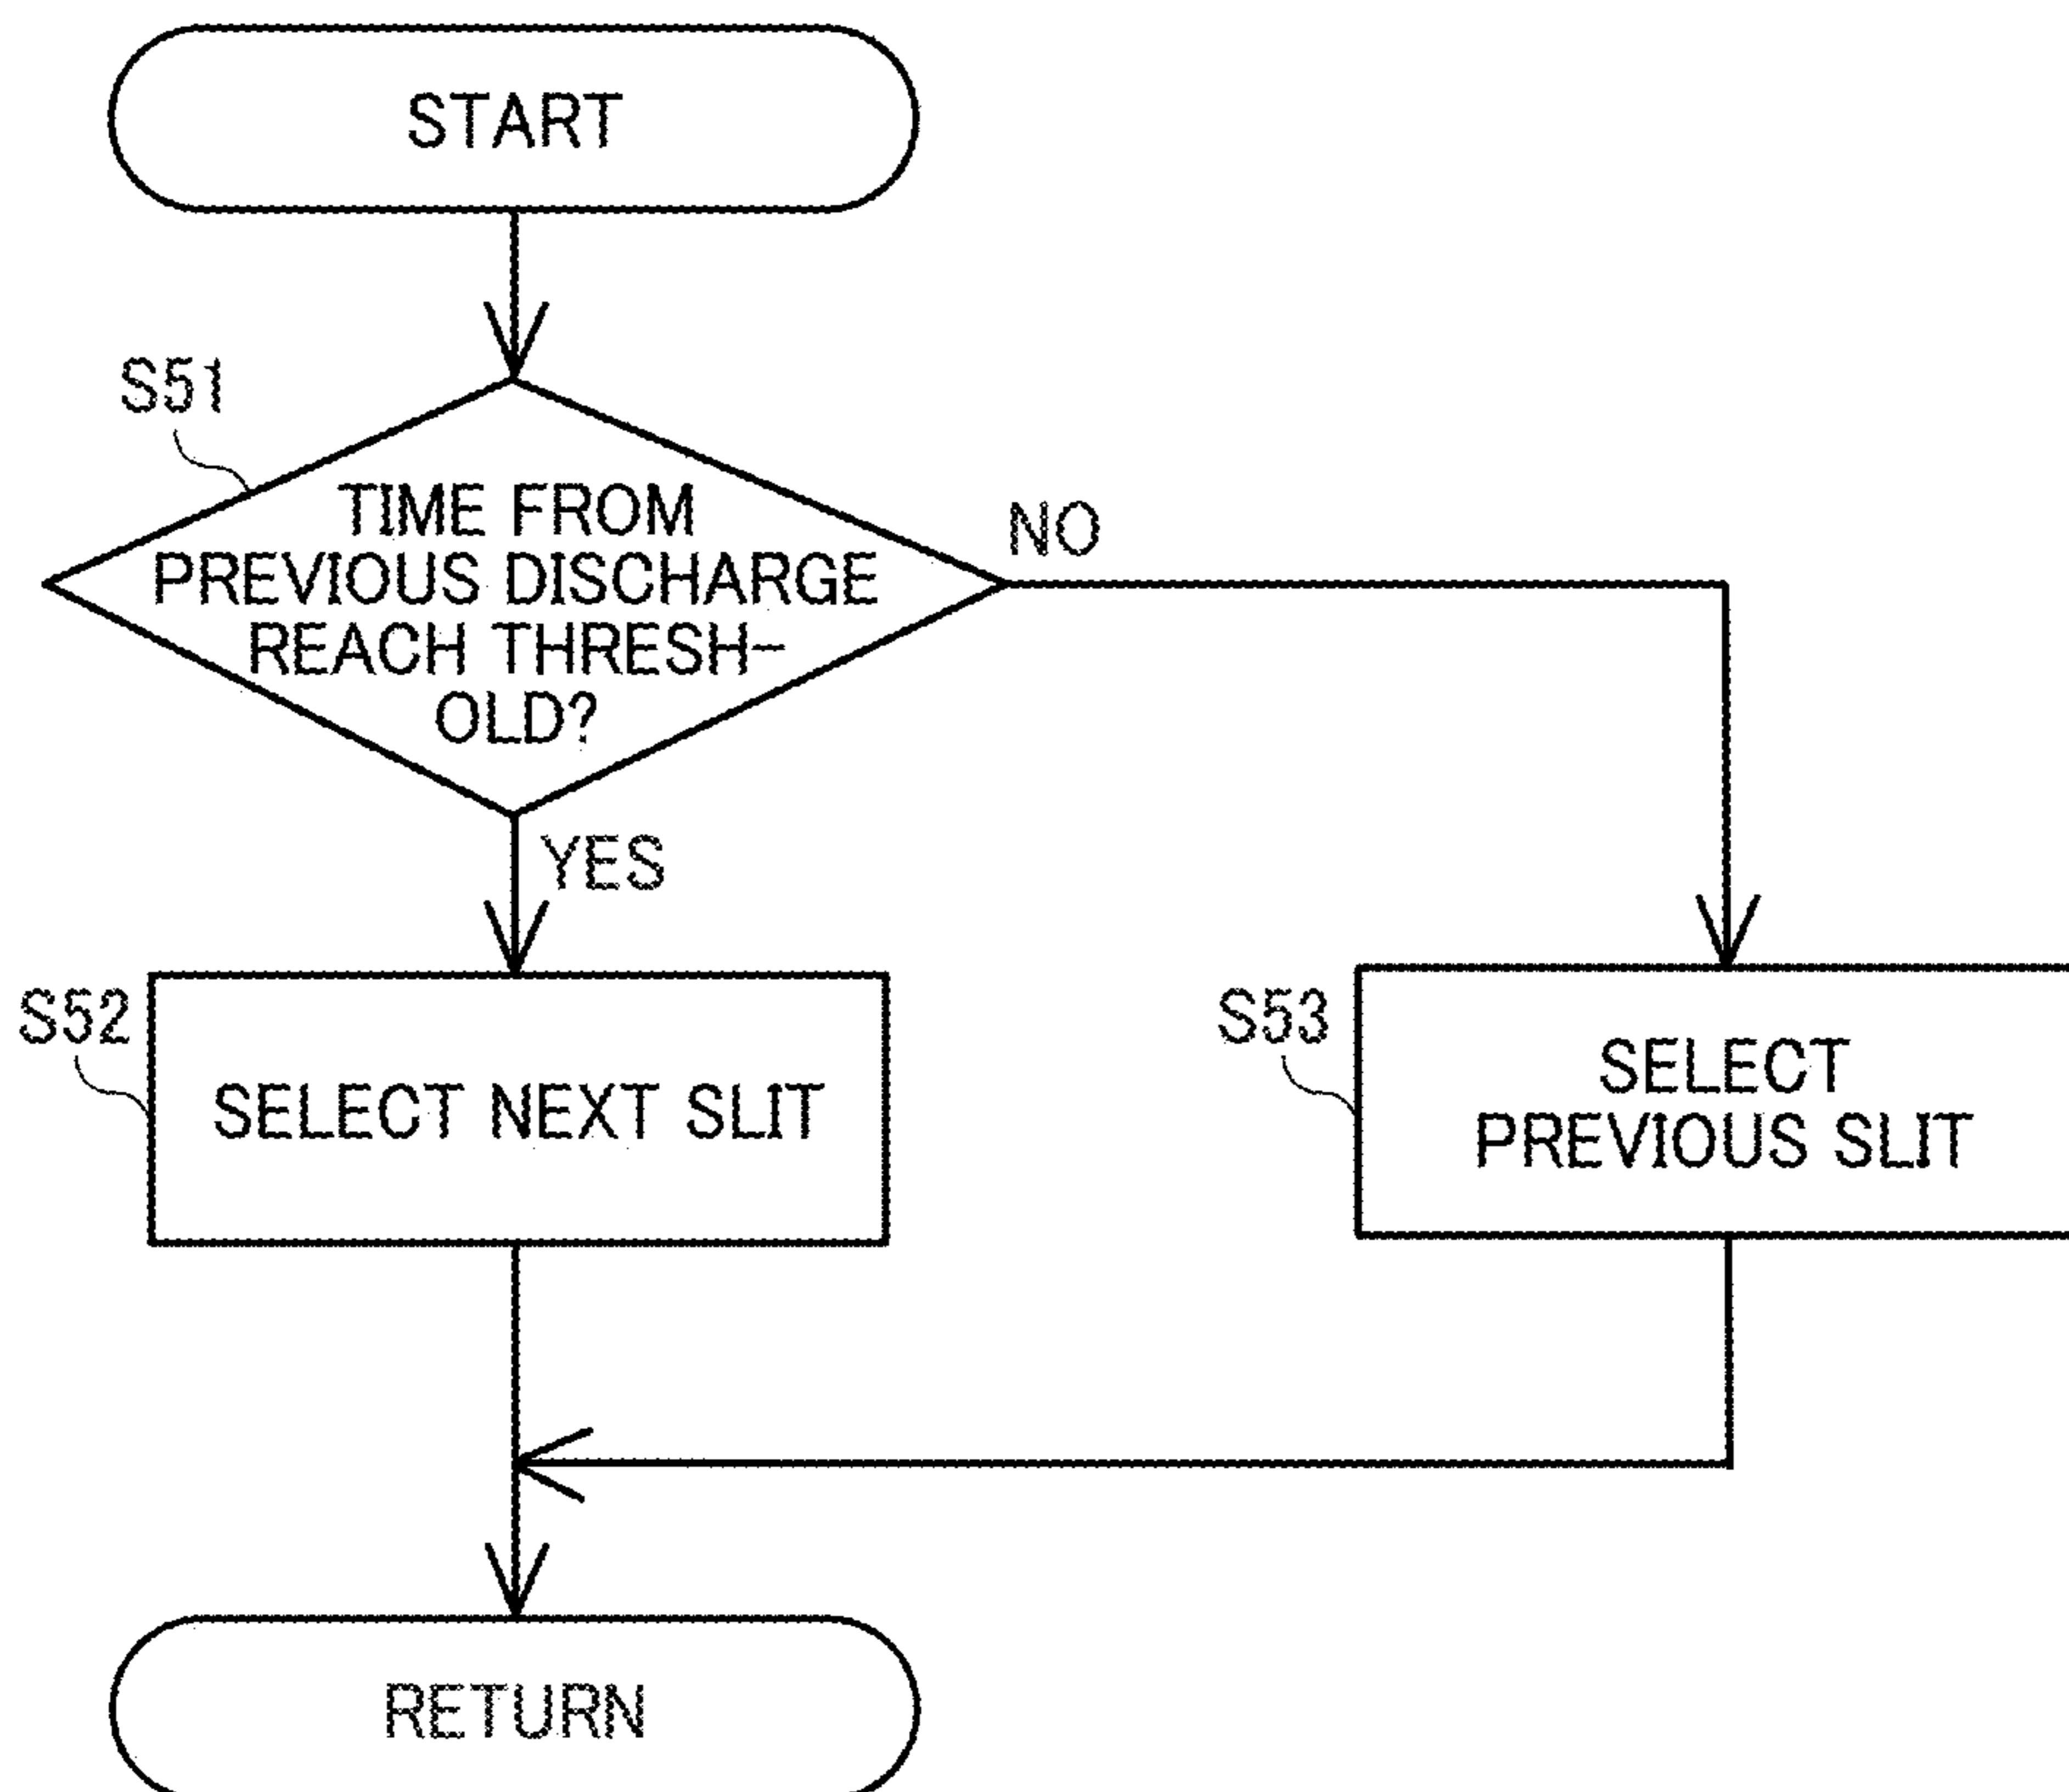 START
S51
TIME FROM
PREVIOUS DISCHARGE
REACH THRESH-
OLD?
NO
YES
S52
SELECT NEXT SLIT
S53
SELECT
PREVIOUS SLIT
RETURN